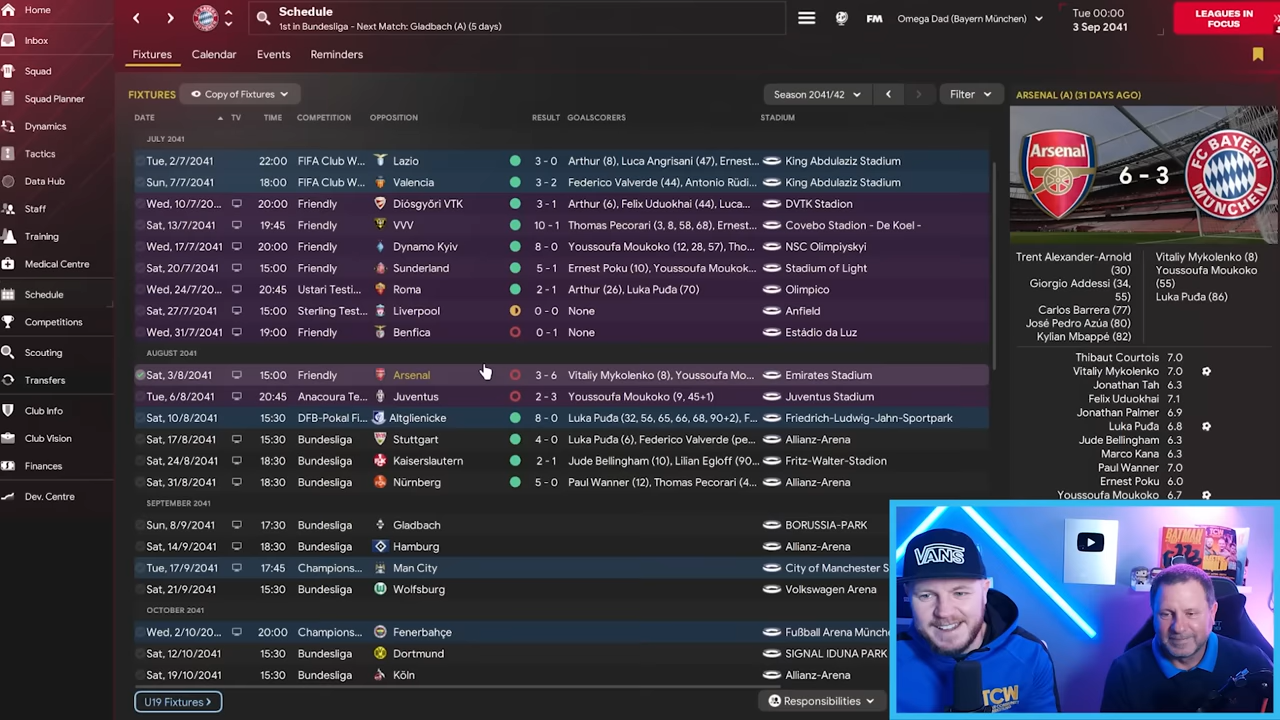 Home
Inbox
Squad
Squad Planner
Dynamics
Tactics
Data Hub
Staff
Training
Medical Centre
Schedule
Competitions
Scouting
Transfers
Club Info
Club Vision
Finances
Dev. Centre
Schedule
1st in Bundesliga - Next Match: Gladbach (A) (5 days)
FM
Omega Dad (Bayern München)
Tue 00:00
3 Sep 2041
LEAGUES IN
FOCUS
Fixtures Calendar Events Reminders
FIXTURES Copy of Fixtures
Season 2041/42 Filter
DATE TV TIME COMPETITION OPPOSITION RESULT GOALSCORERS STADIUM
JULY 2041
Tue, 2/7/2041 22:00 FIFA Club W... Lazio 3 - 0 Arthur (8), Luca Angrisani (47), Ernest... King Abdulaziz Stadium
Sun, 7/7/2041 18:00 FIFA Club W... Valencia 3 - 2 Federico Valverde (44), Antonio Rüdi... King Abdulaziz Stadium
Wed, 10/7/20... 20:00 Friendly Diósgyőri VTK 3 - 1 Arthur (6), Felix Uduokhai (44), Luca... DVTK Stadion
Sat, 13/7/2041 19:45 Friendly VVV 10 - 1 Thomas Pecorari (3, 8, 58, 68), Ernest... Covebo Stadion - De Koel -
Wed, 17/7/2041 20:00 Friendly Dynamo Kyiv 8 - 0 Youssoufa Moukoko (12, 28, 57), Tho... NSC Olimpiyskyi
Sat, 20/7/2041 15:00 Friendly Sunderland 5 - 1 Ernest Poku (10), Youssoufa Moukok... Stadium of Light
Wed, 24/7/20... 20:45 Ustari Testi... Roma 2 - 1 Arthur (26), Luka Puđa (70) Olimpico
Sat, 27/7/2041 15:00 Sterling Test... Liverpool 0 - 0 None Anfield
Wed, 31/7/2041 19:00 Friendly Benfica 0 - 1 None Estádio da Luz
AUGUST 2041
Sat, 3/8/2041 15:00 Friendly Arsenal 3 - 6 Vitaliy Mykolenko (8), Youssoufa Mo... Emirates Stadium
Tue, 6/8/2041 20:45 Anacoura Te... Juventus 2 - 3 Youssoufa Moukoko (9, 45+1) Juventus Stadium
Sat, 10/8/2041 15:30 DFB-Pokal Fi... Altglienicke 8 - 0 Luka Puđa (32, 56, 65, 66, 68, 90+2), F... Friedrich-Ludwig-Jahn-Sportpark
Sat, 17/8/2041 15:30 Bundesliga Stuttgart 4 - 0 Luka Puđa (6), Federico Valverde (pe... Allianz-Arena
Sat, 24/8/2041 18:30 Bundesliga Kaiserslautern 2 - 1 Jude Bellingham (10), Lilian Egloff (90... Fritz-Walter-Stadion
Sat, 31/8/2041 18:30 Bundesliga Nürnberg 5 - 0 Paul Wanner (12), Thomas Pecorari (4... Allianz-Arena
SEPTEMBER 2041
Sun, 8/9/2041 17:30 Bundesliga Gladbach BORUSSIA-PARK
Sat, 14/9/2041 18:30 Bundesliga Hamburg Allianz-Arena
Tue, 17/9/2041 17:45 Champions... Man City City of Manchester S
Sat, 21/9/2041 15:30 Bundesliga Wolfsburg Volkswagen Arena
OCTOBER 2041
Wed, 2/10/20... 20:00 Champions... Fenerbahçe Fußball Arena Münche
Sat, 12/10/2041 15:30 Bundesliga Dortmund SIGNAL IDUNA PARK
Sat, 19/10/2041 15:30 Bundesliga Köln Allianz-Arena
U19 Fixtures >
Responsibilities
ARSENAL (A) (31 DAYS AGO)
Arsenal
6 - 3
FC BAYERN
MÜNCHEN
Trent Alexander-Arnold
(30)
Giorgio Addessi (34,
55)
Carlos Barrera (77)
José Pedro Azúa (80)
Kylian Mbappé (82)
Vitaliy Mykolenko (8)
Youssoufa Moukoko
(55)
Luka Puđa (86)
Thibaut Courtois 7.0
Vitaliy Mykolenko 7.0
Jonathan Tah 6.3
Felix Uduokhai 7.1
Jonathan Palmer 6.9
Luka Puđa 6.8
Jude Bellingham 6.3
Marco Kana 6.3
Paul Wanner 7.0
Ernest Poku 6.0
Youssoufa Moukoko 6.7
VANS
BATMAN
TCW